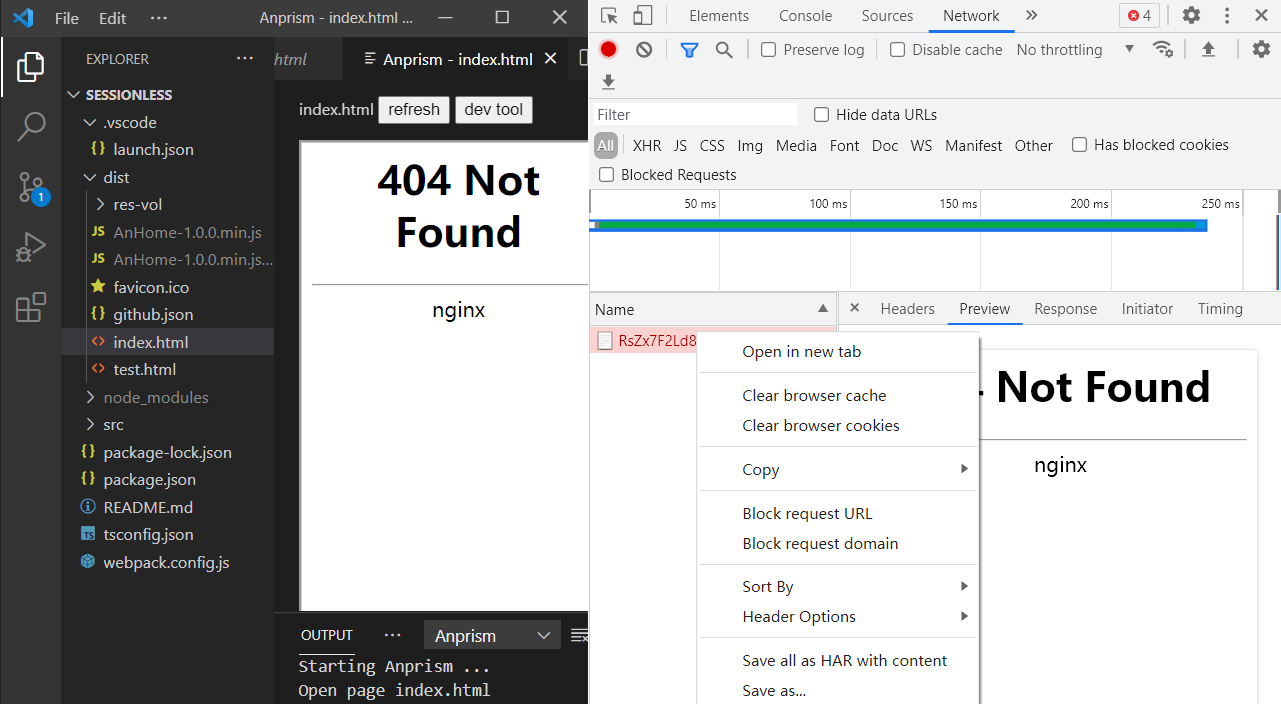 File Edit ··· Anprism - index.html ...
EXPLORER ···
SESSIONLESS
.vscode
{} launch.json
dist
res-vol
JS AnHome-1.0.0.min.js
JS AnHome-1.0.0.min.js...
favicon.ico
{} github.json
<> index.html
<> test.html
node_modules
src
{} package-lock.json
{} package.json
README.md
TS tsconfig.json
webpack.config.js
1
html Anprism - index.html
index.html refresh dev tool
404 Not
Found
nginx
OUTPUT ··· Anprism
Starting Anprism ...
Open page index.html
Elements Console Sources Network 4
Preserve log Disable cache No throttling
Filter Hide data URLs
All XHR JS CSS Img Media Font Doc WS Manifest Other Has blocked cookies
Blocked Requests
50 ms 100 ms 150 ms 200 ms 250 ms
Name Headers Preview Response Initiator Timing
RsZx7F2Ld8
Open in new tab
Clear browser cache
Clear browser cookies
Copy
Block request URL
Block request domain
Sort By
Header Options
Save all as HAR with content
Save as...
Not Found
nginx